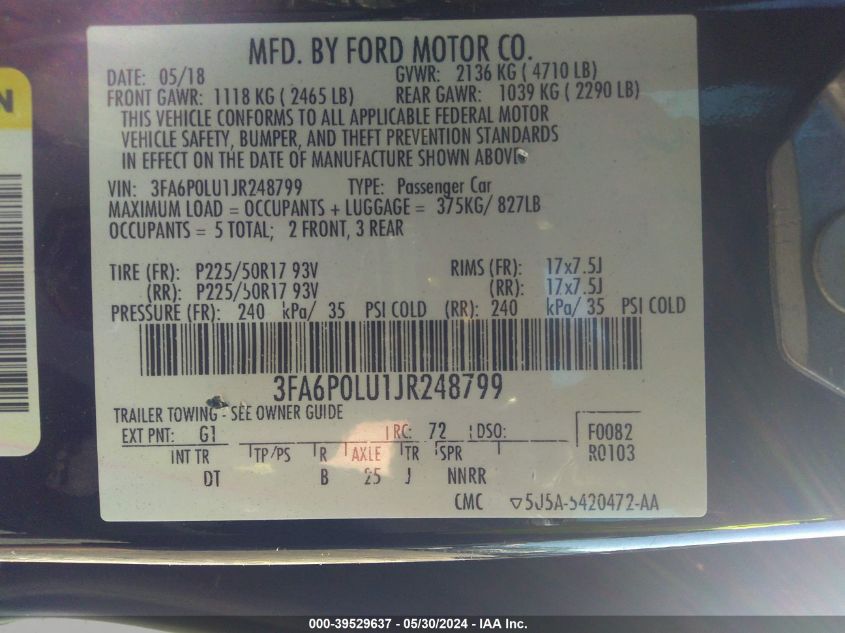 MFD. BY FORD MOTOR CO.
DATE: 05/18 GVWR: 2136 KG ( 4710 LB)
FRONT GAWR: 1118 KG ( 2465 LB) REAR GAWR: 1039 KG ( 2290 LB)
THIS VEHICLE CONFORMS TO ALL APPLICABLE FEDERAL MOTOR
VEHICLE SAFETY, BUMPER, AND THEFT PREVENTION STANDARDS
IN EFFECT ON THE DATE OF MANUFACTURE SHOWN ABOVE
VIN: 3FA6P0LU1JR248799 TYPE: Passenger Car
MAXIMUM LOAD = OCCUPANTS + LUGGAGE = 375KG/ 827LB
OCCUPANTS = 5 TOTAL; 2 FRONT, 3 REAR
TIRE (FR): P225/50R17 93V RIMS (FR): 17x7.5J
(RR): P225/50R17 93V (RR): 17x7.5J
PRESSURE (FR): 240 kPa/ 35 PSI COLD (RR): 240 kPa/ 35 PSI COLD
3FA6P0LU1JR248799
TRAILER TOWING - SEE OWNER GUIDE
EXT PNT: G1 RC: 72 DSO: F0082
INT TR TP/PS R AXLE TR SPR R0103
DT B 25 J NNRR
CMC ▽5U5A-5420472-AA
N
000-39529637 - 05/30/2024 - IAA Inc.